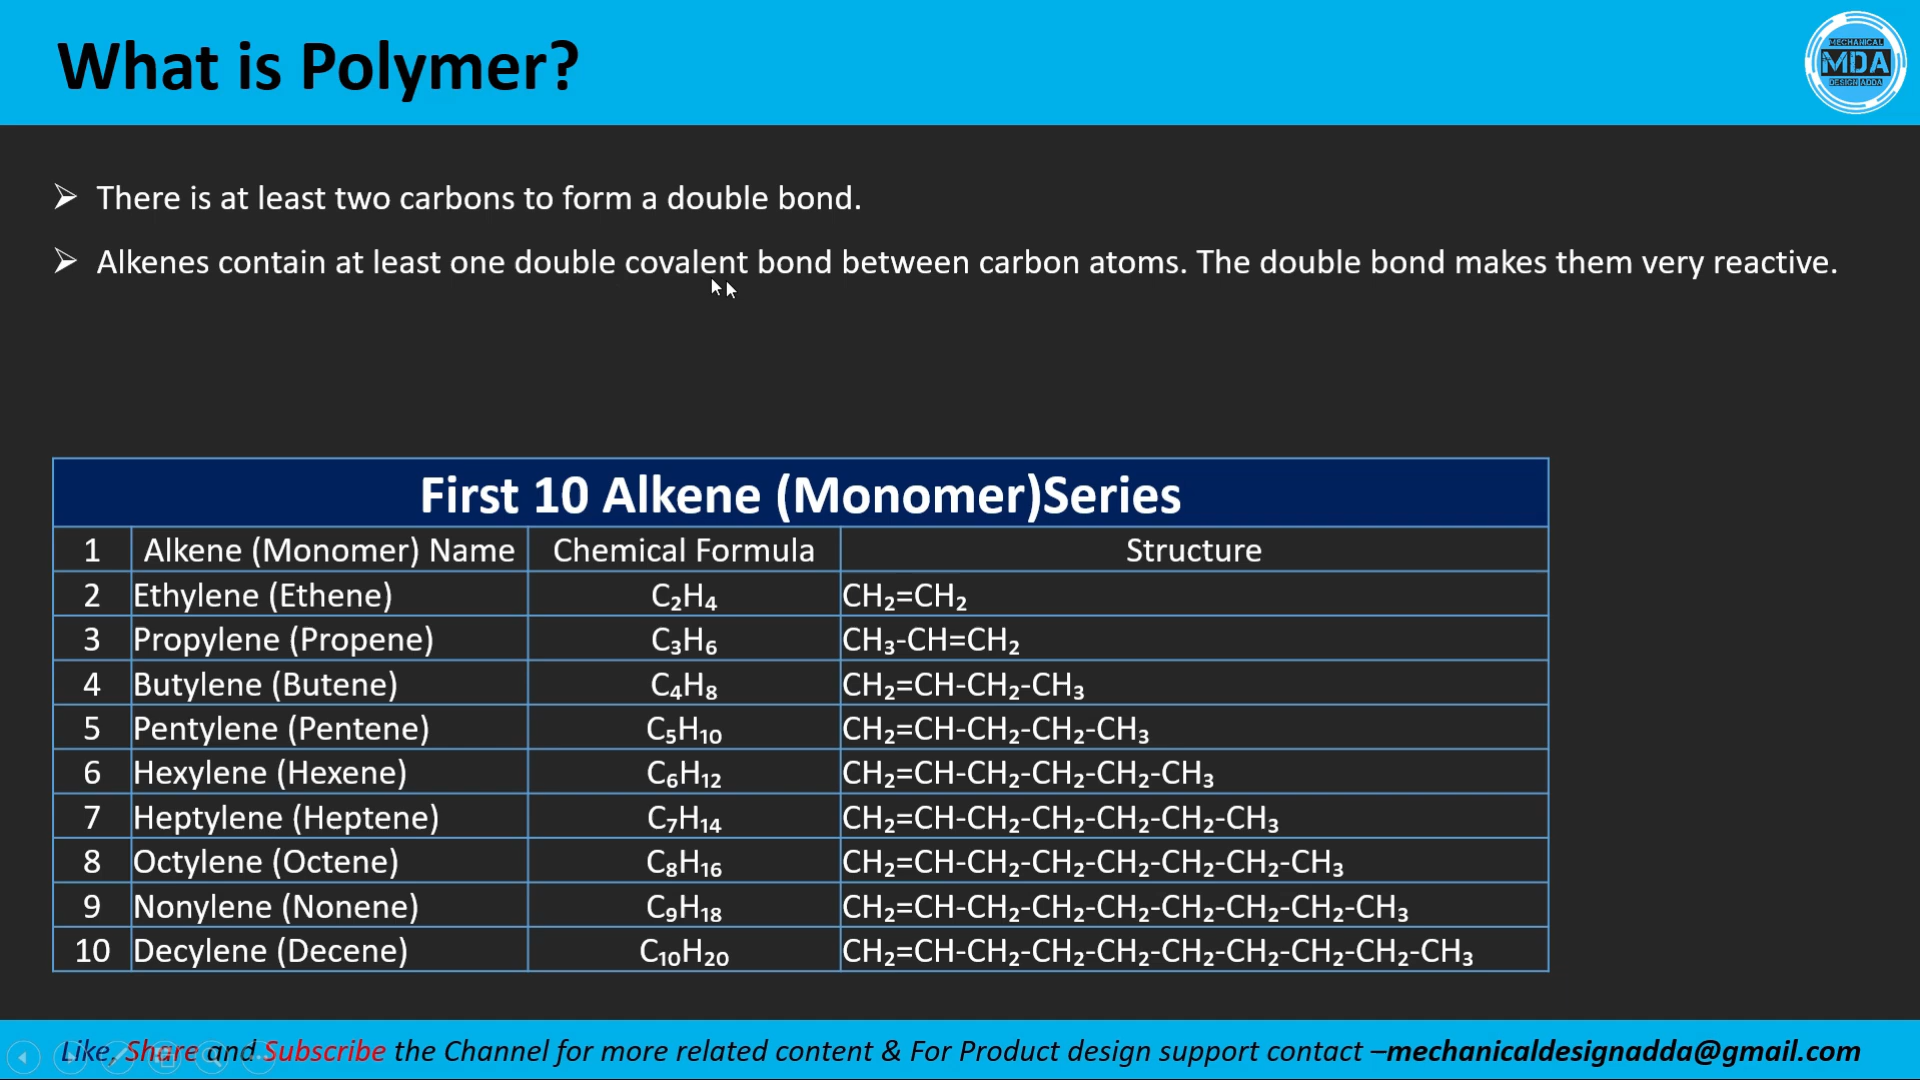 What is Polymer?
MECHANICAL
MDA
DESIGN ADDA
➢ There is at least two carbons to form a double bond.
➢ Alkenes contain at least one double covalent bond between carbon atoms. The double bond makes them very reactive.
First 10 Alkene (Monomer)Series
1 Alkene (Monomer) Name Chemical Formula Structure
2 Ethylene (Ethene) C₂H₄ CH₂=CH₂
3 Propylene (Propene) C₃H₆ CH₃-CH=CH₂
4 Butylene (Butene) C₄H₈ CH₂=CH-CH₂-CH₃
5 Pentylene (Pentene) C₅H₁₀ CH₂=CH-CH₂-CH₂-CH₃
6 Hexylene (Hexene) C₆H₁₂ CH₂=CH-CH₂-CH₂-CH₂-CH₃
7 Heptylene (Heptene) C₇H₁₄ CH₂=CH-CH₂-CH₂-CH₂-CH₂-CH₃
8 Octylene (Octene) C₈H₁₆ CH₂=CH-CH₂-CH₂-CH₂-CH₂-CH₂-CH₃
9 Nonylene (Nonene) C₉H₁₈ CH₂=CH-CH₂-CH₂-CH₂-CH₂-CH₂-CH₂-CH₃
10 Decylene (Decene) C₁₀H₂₀ CH₂=CH-CH₂-CH₂-CH₂-CH₂-CH₂-CH₂-CH₂-CH₃
Like, Share and Subscribe the Channel for more related content & For Product design support contact –mechanicaldesignadda@gmail.com